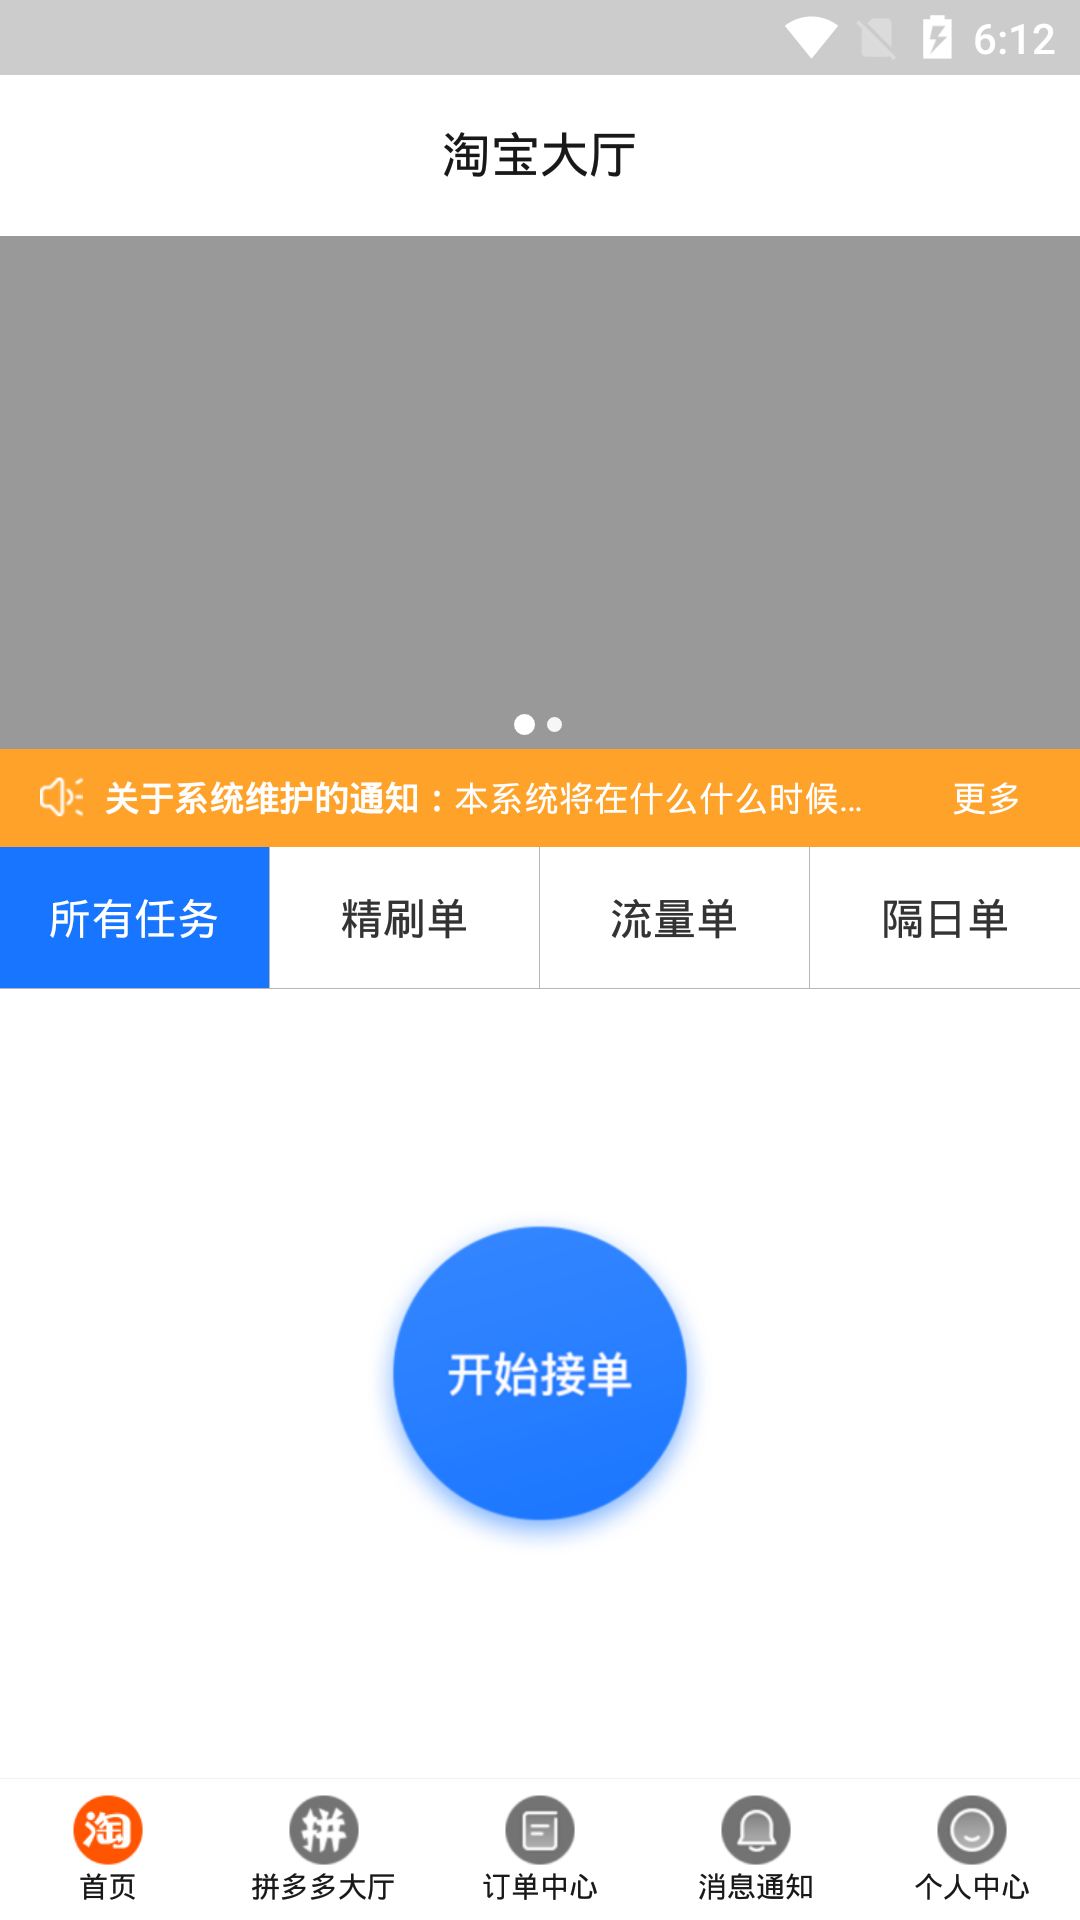 6:12
淘宝大厅
关于系统维护的通知：本系统将在什么什么时候... 更多
所有任务 精刷单 流量单 隔日单
开始接单
淘 拼
首页 拼多多大厅 订单中心 消息通知 个人中心